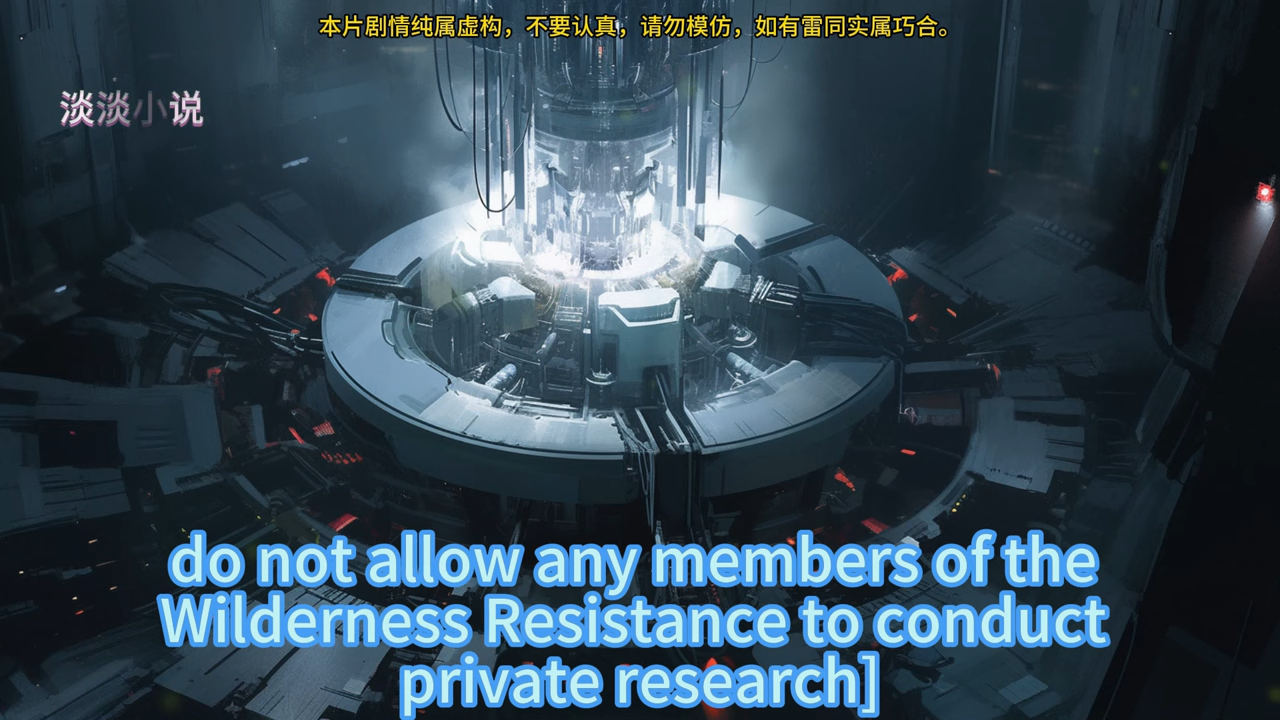 本片剧情纯属虚构，不要认真，请勿模仿，如有雷同实属巧合。
淡淡小说
do not allow any members of the
Wilderness Resistance to conduct
private research]